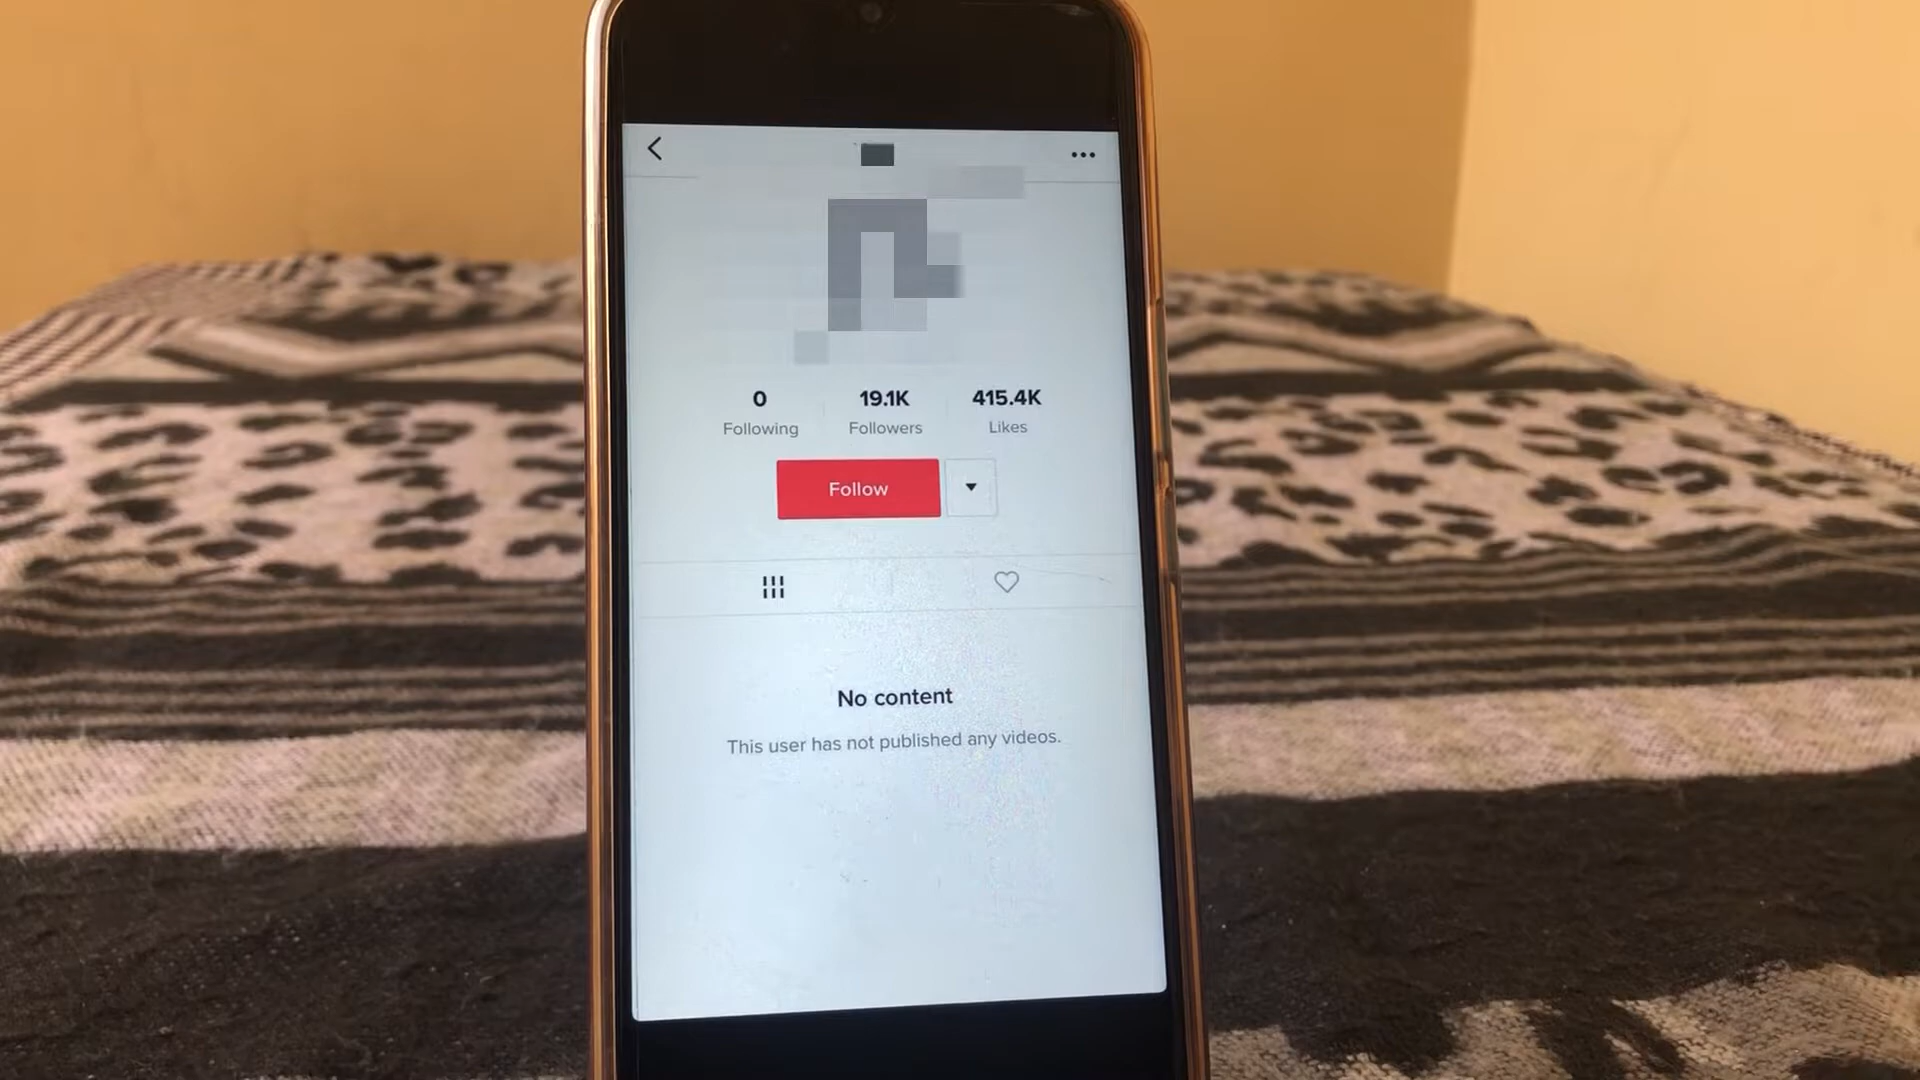 0 19.1K 415.4K
Following Followers Likes
Follow
No content
This user has not published any videos.